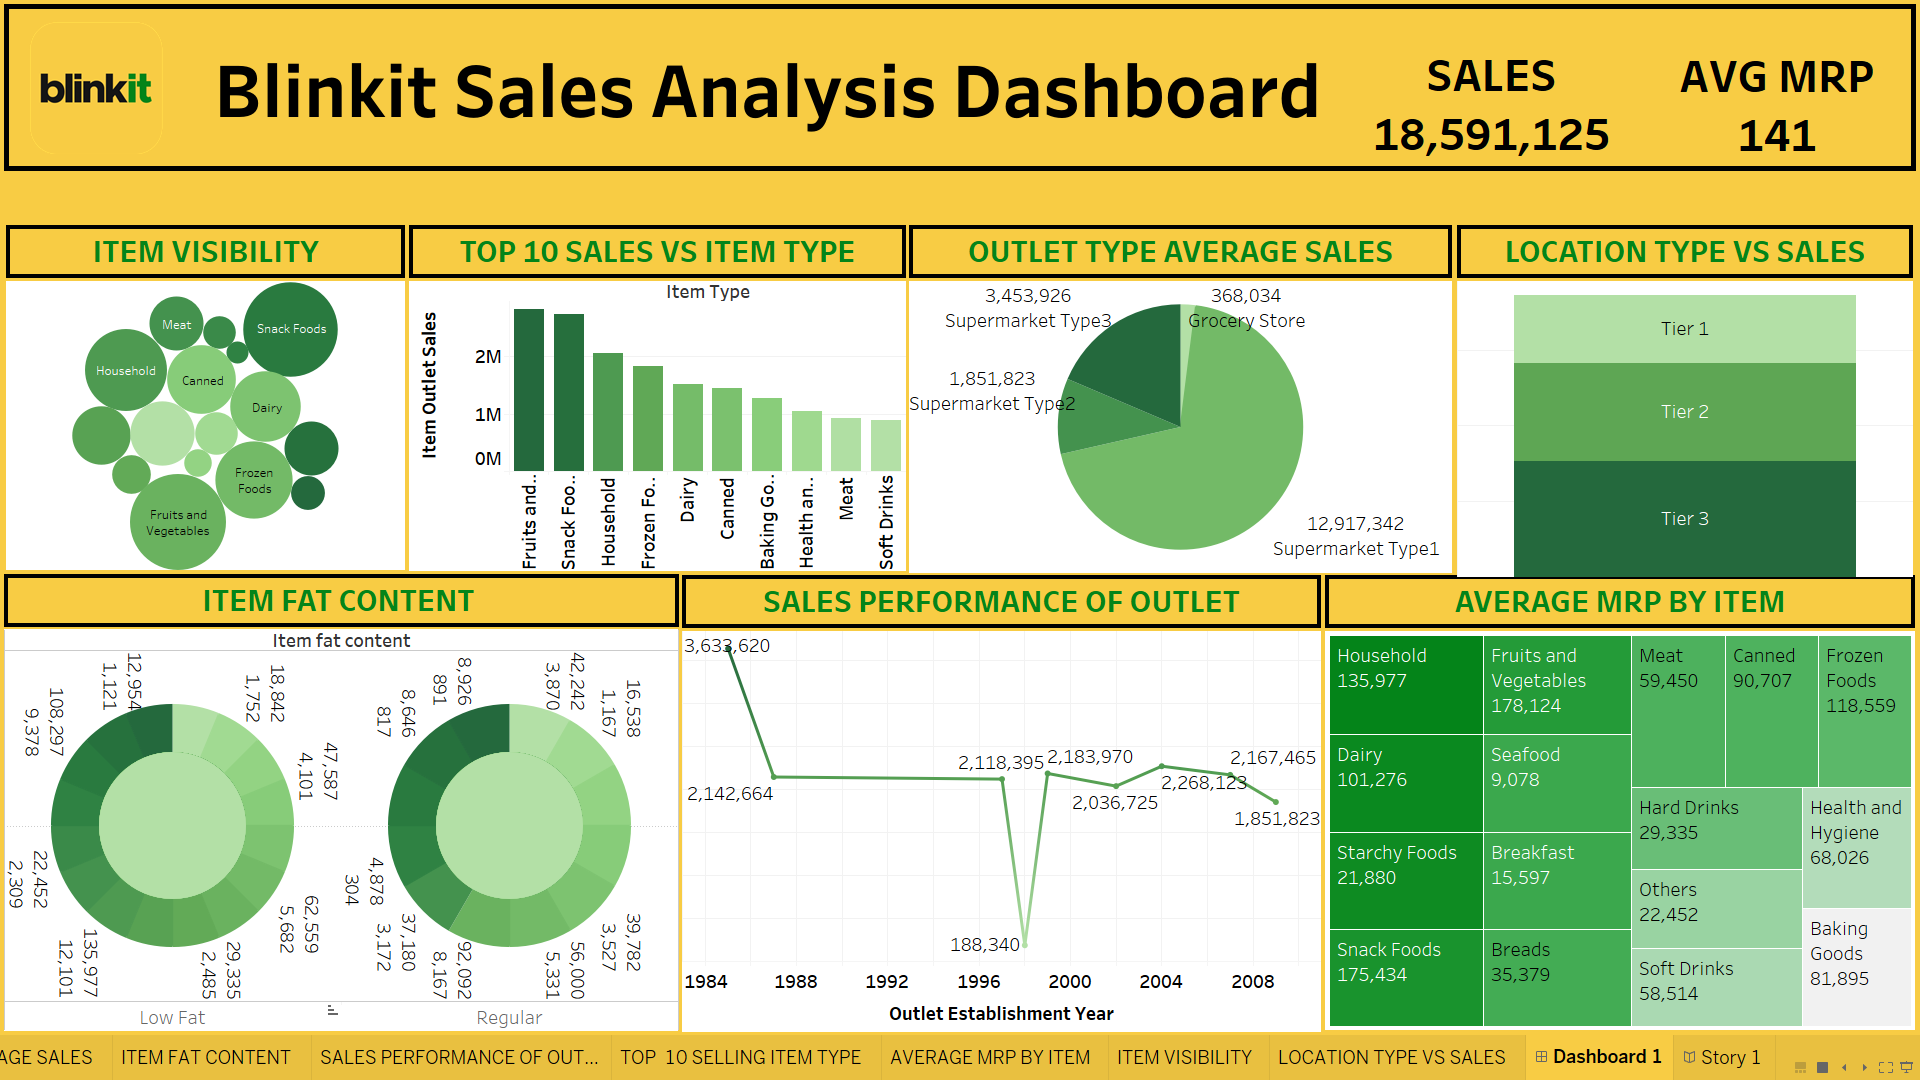 blinkit
Blinkit Sales Analysis Dashboard
SALES
18,591,125
AVG MRP
141
ITEM VISIBILITY
Meat
Snack Foods
Household
Canned
Dairy
Frozen
Foods
Fruits and
Vegetables
TOP 10 SALES VS ITEM TYPE
Item Type
Item Outlet Sales
2M
1M
0M
Fruits and..
Snack Foo..
Household
Frozen Fo..
Dairy
Canned
Baking Go..
Health an..
Meat
Soft Drinks
OUTLET TYPE AVERAGE SALES
3,453,926
Supermarket Type3
368,034
Grocery Store
1,851,823
Supermarket Type2
12,917,342
Supermarket Type1
LOCATION TYPE VS SALES
Tier 1
Tier 2
Tier 3
ITEM FAT CONTENT
Item fat content
12,954
1,121
18,842
1,752
108,297
9,378
47,587
4,101
22,452
2,309
62,559
5,682
135,977
12,101
29,335
2,485
Low Fat
8,926
891
42,242
3,870
8,646
817
16,538
1,167
4,878
304
39,782
3,527
37,180
3,172
92,092
8,167
56,000
5,331
Regular
SALES PERFORMANCE OF OUTLET
3,633,620
2,142,664
2,118,395
2,183,970
2,167,465
2,268,123
2,036,725
1,851,823
188,340
1984
1988
1992
1996
2000
2004
2008
Outlet Establishment Year
AVERAGE MRP BY ITEM
Household
135,977
Fruits and
Vegetables
178,124
Meat
59,450
Canned
90,707
Frozen
Foods
118,559
Dairy
101,276
Seafood
9,078
Hard Drinks
29,335
Health and
Hygiene
68,026
Starchy Foods
21,880
Breakfast
15,597
Others
22,452
Baking
Goods
81,895
Snack Foods
175,434
Breads
35,379
Soft Drinks
58,514
AGE SALES
ITEM FAT CONTENT
SALES PERFORMANCE OF OUT...
TOP 10 SELLING ITEM TYPE
AVERAGE MRP BY ITEM
ITEM VISIBILITY
LOCATION TYPE VS SALES
Dashboard 1
Story 1